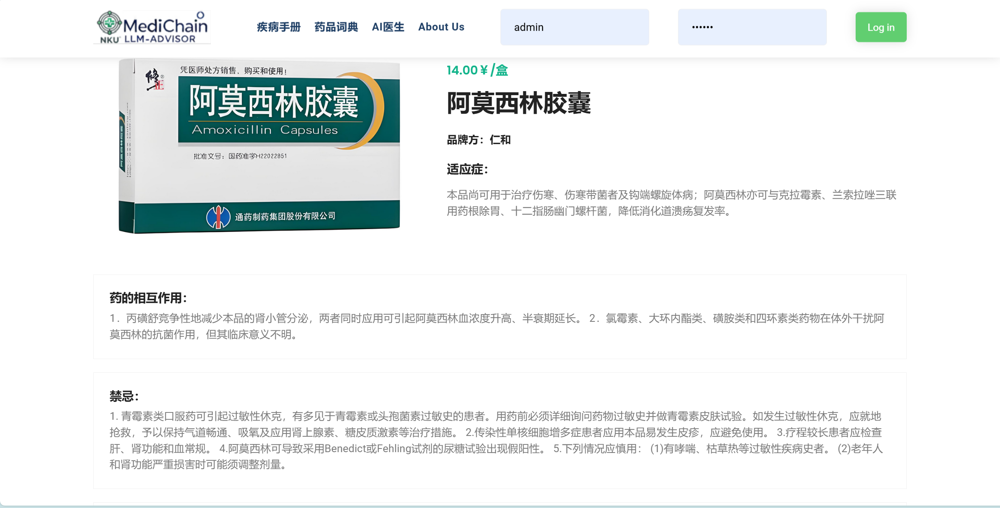 MediChain
NKU LLM-ADVISOR
疾病手册 药品词典 AI医生 About Us
admin
••••••
Log in
修正
凭医师处方销售、购买和使用!
阿莫西林胶囊
Amoxicillin Capsules
批准文号：国药准字H22022851
通药制药集团股份有限公司
14.00￥/盒
阿莫西林胶囊
品牌方：仁和
适应症：
本品尚可用于治疗伤寒、伤寒带菌者及钩端螺旋体病；阿莫西林亦可与克拉霉素、兰索拉唑三联
用药根除胃、十二指肠幽门螺杆菌，降低消化道溃疡复发率。
药的相互作用：
1．丙磺舒竞争性地减少本品的肾小管分泌，两者同时应用可引起阿莫西林血浓度升高、半衰期延长。 2．氯霉素、大环内酯类、磺胺类和四环素类药物在体外干扰阿
莫西林的抗菌作用，但其临床意义不明。
禁忌：
1. 青霉素类口服药可引起过敏性休克，有多见于青霉素或头孢菌素过敏史的患者。用药前必须详细询问药物过敏史并做青霉素皮肤试验。如发生过敏性休克，应就地
抢救，予以保持气道畅通、吸氧及应用肾上腺素、糖皮质激素等治疗措施。 2.传染性单核细胞增多症患者应用本品易发生皮疹，应避免使用。 3.疗程较长患者应检查
肝、肾功能和血常规。 4.阿莫西林可导致采用Benedict或Fehling试剂的尿糖试验出现假阳性。 5.下列情况应慎用： (1)有哮喘、枯草热等过敏性疾病史者。 (2)老年人
和肾功能严重损害时可能须调整剂量。